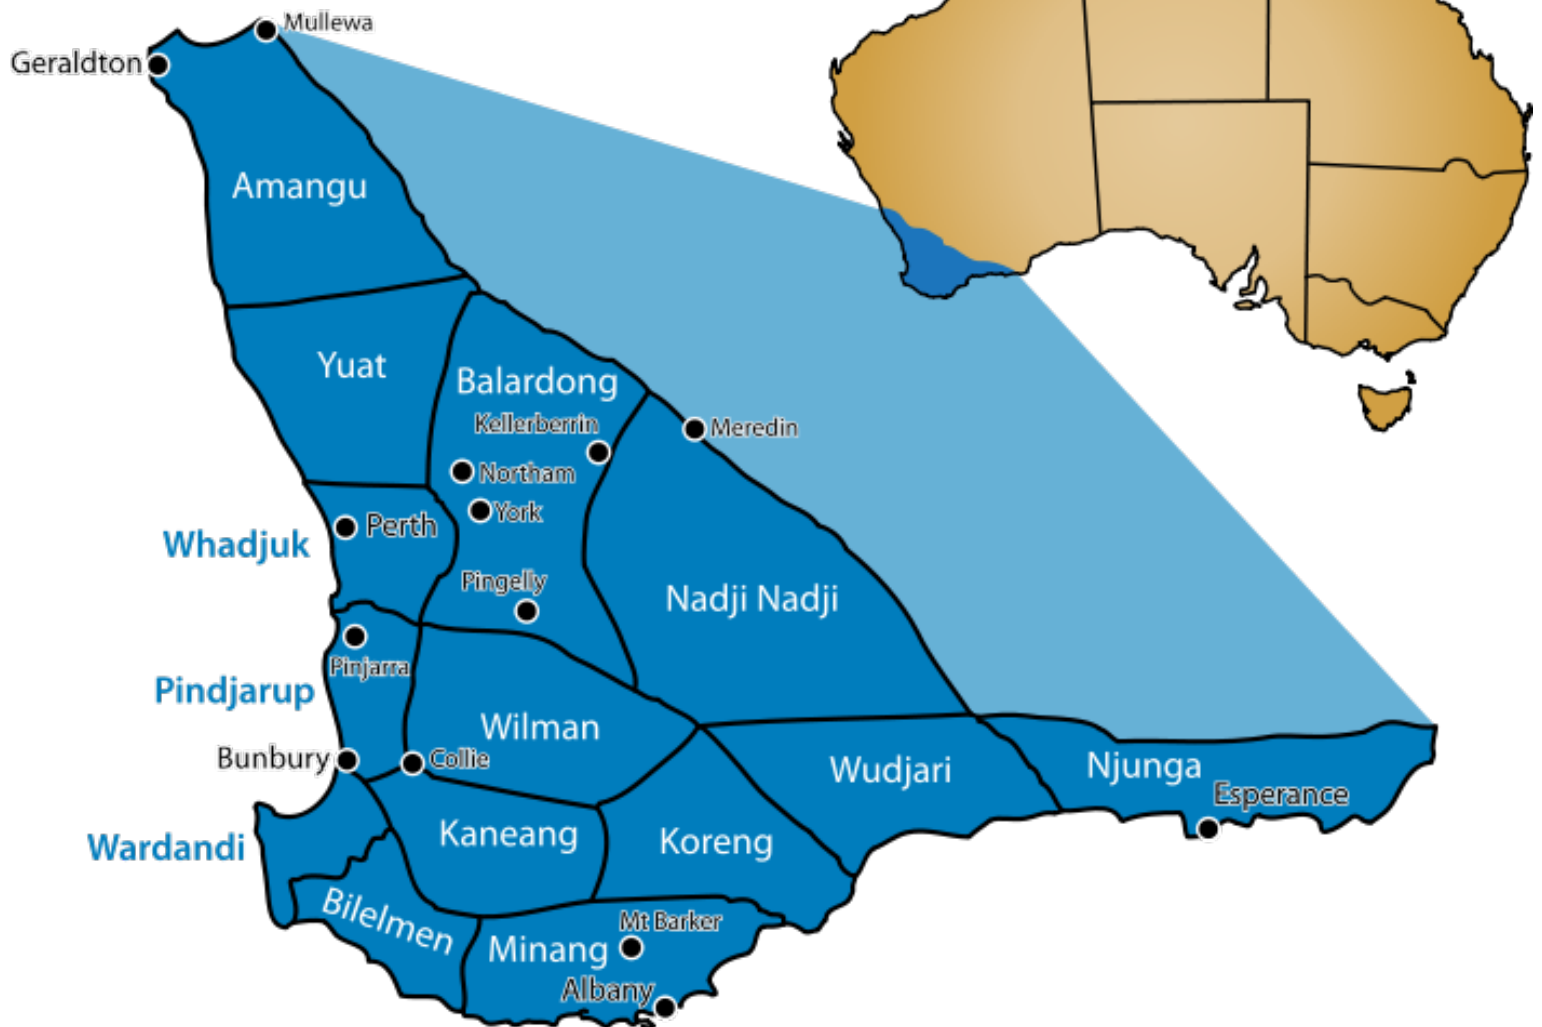 Mullewa
Geraldton
Amangu
Yuat
Balardong
Kellerberrin
Meredin
Northam
York
Perth
Whadjuk
Pingelly
Nadji Nadji
Pinjarra
Pindjarup
Wilman
Bunbury
Collie
Wudjari
Njunga
Esperance
Kaneang
Koreng
Wardandi
Bilelmen
Mt Barker
Minang
Albany